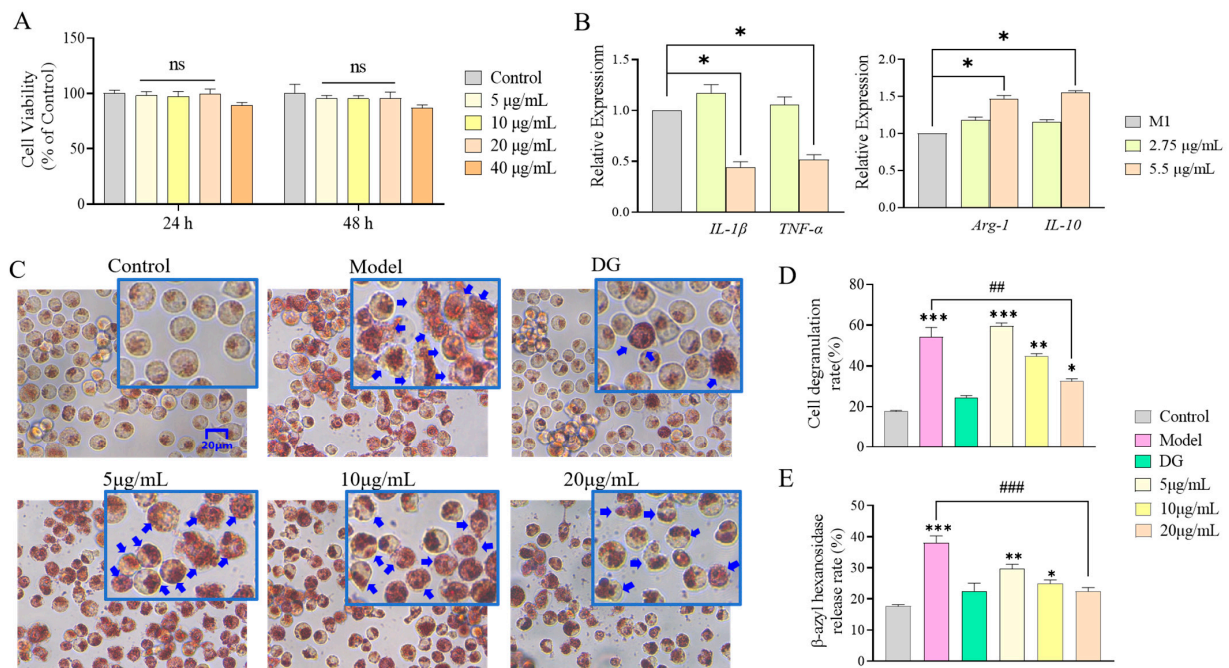 A
Cell Viability
(% of Control)
150
100
50
0
ns
ns
24 h
48 h
Control
5 μg/mL
10 μg/mL
20 μg/mL
40 μg/mL
B
Relative Expressionn
1.5
1.0
0.5
0.0
*
*
IL-1β
TNF-α
Relative Expression
2.0
1.5
1.0
0.5
0.0
*
*
Arg-1
IL-10
M1
2.75 μg/mL
5.5 μg/mL
C
Control
Model
DG
20μm
5μg/mL
10μg/mL
20μg/mL
D
Cell degranulation
rate(%)
80
60
40
20
0
##
***
***
**
*
E
β-azyl hexanosidase
release rate (%)
50
40
30
20
10
0
###
***
**
*
Control
Model
DG
5μg/mL
10μg/mL
20μg/mL